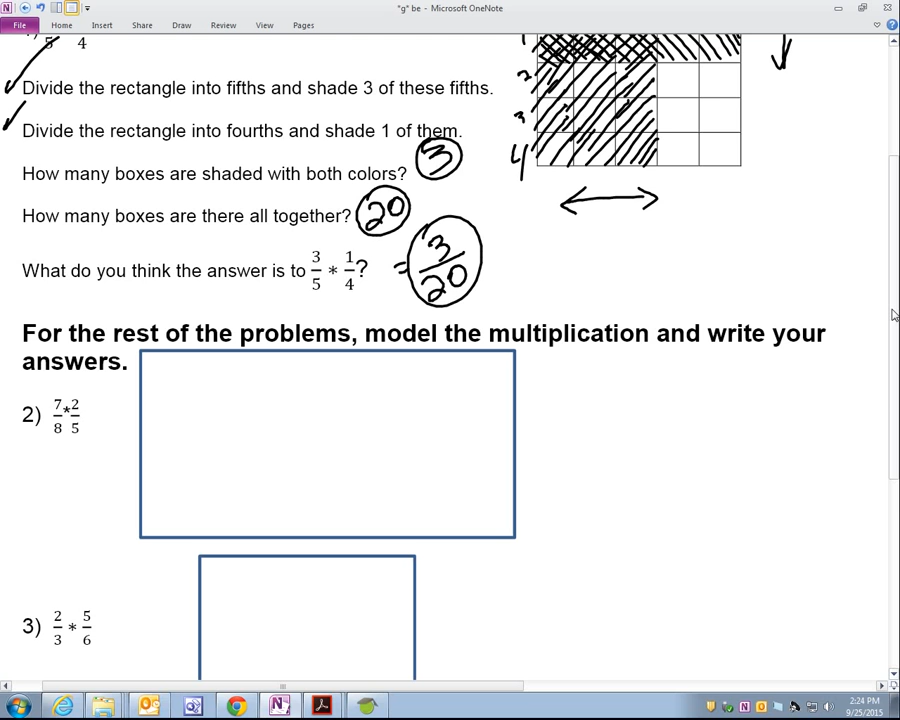 "g" be - Microsoft OneNote
File Home Insert Share Draw Review View Pages
5 4
1
2
3
4
Divide the rectangle into fifths and shade 3 of these fifths.
Divide the rectangle into fourths and shade 1 of them.
How many boxes are shaded with both colors? 3
How many boxes are there all together? 20
What do you think the answer is to 3/5 * 1/4? = 3/20
For the rest of the problems, model the multiplication and write your
answers.
2) 7/8 * 2/5
3) 2/3 * 5/6
2:24 PM
9/25/2015